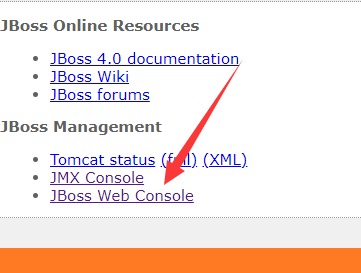 JBoss Online Resources
JBoss 4.0 documentation
JBoss Wiki
JBoss forums
JBoss Management
Tomcat status (full) (XML)
JMX Console
JBoss Web Console